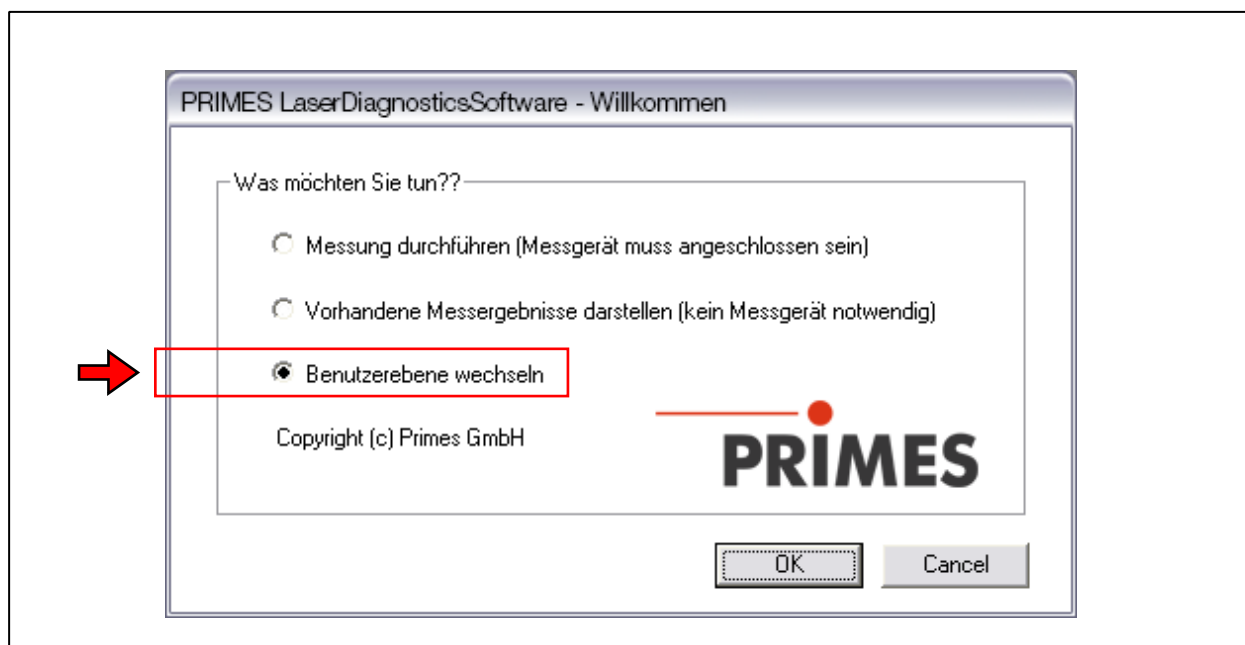 PRIMES LaserDiagnosticsSoftware - Willkommen
Was möchten Sie tun??
Messung durchführen (Messgerät muss angeschlossen sein)
Vorhandene Messergebnisse darstellen (kein Messgerät notwendig)
Benutzerebene wechseln
Copyright (c) Primes GmbH
PRIMES
OK
Cancel